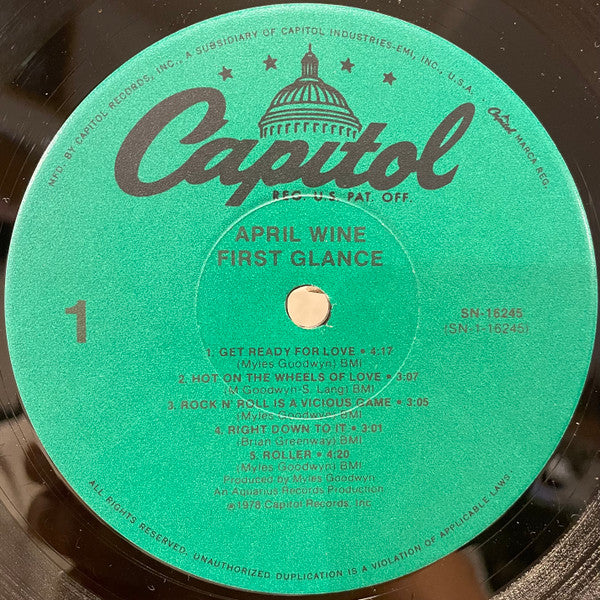 MFD. BY CAPITOL RECORDS, INC., A SUBSIDIARY OF CAPITOL INDUSTRIES-EMI, INC., U.S.A. . Capitol MARCA REG.
Capitol
REG. U.S. PAT. OFF.
APRIL WINE
FIRST GLANCE
1
SN-16245
(SN-1-16245)
1. GET READY FOR LOVE • 4:17
(Myles Goodwyn) BMI
2. HOT ON THE WHEELS OF LOVE • 3:07
(M.Goodwyn-S. Lang) BMI
3. ROCK N' ROLL IS A VICIOUS GAME • 3:05
(Myles Goodwyn) BMI
4. RIGHT DOWN TO IT • 3:01
(Brian Greenway) BMI
5. ROLLER • 4:20
(Myles Goodwyn) BMI
Produced by Myles Goodwyn
An Aquarius Records Production
℗1978 Capitol Records, Inc.
ALL RIGHTS RESERVED. UNAUTHORIZED DUPLICATION IS A VIOLATION OF APPLICABLE LAWS